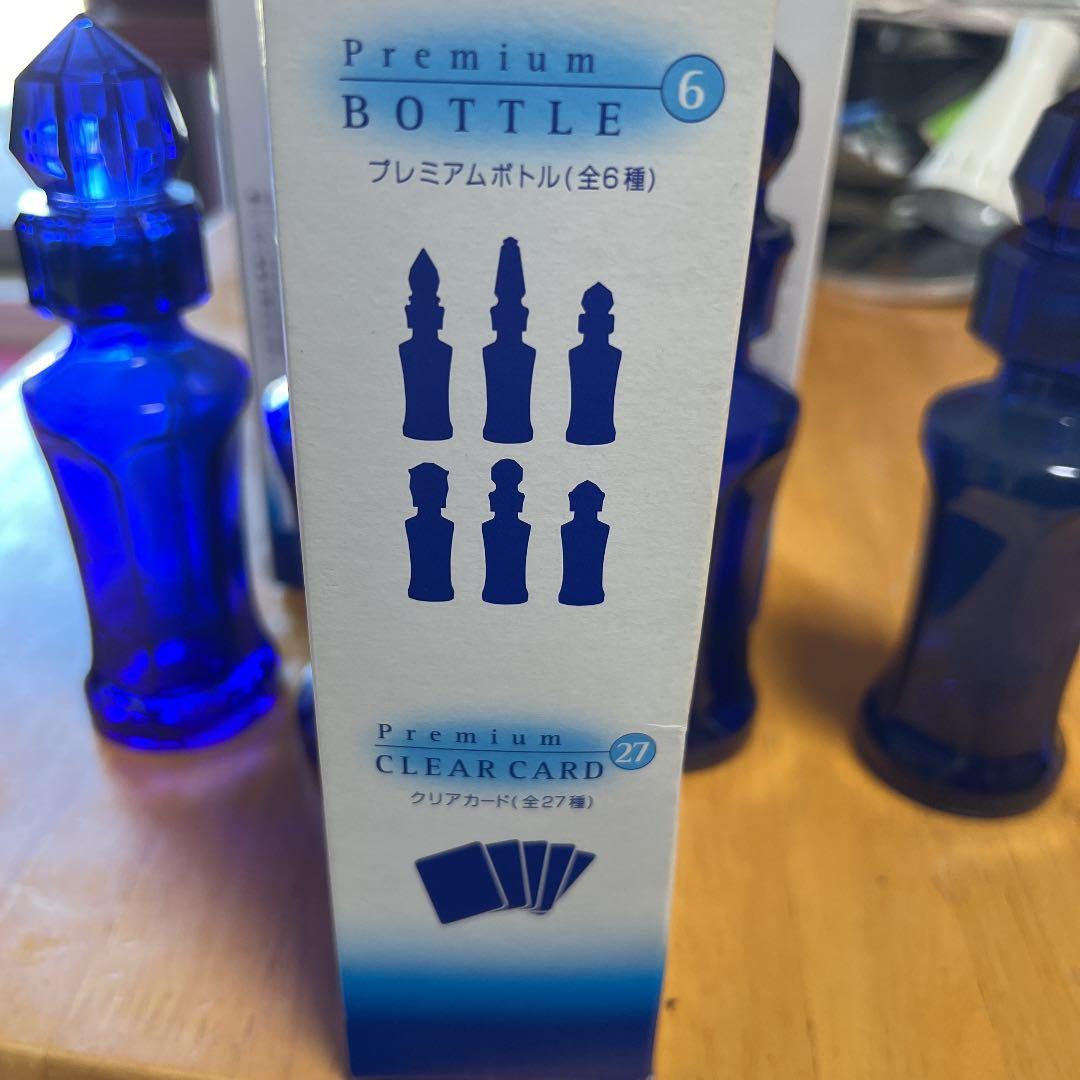 Premium
BOTTLE 6
プレミアムボトル(全6種)
Premium
CLEAR CARD 27
クリアカード(全27種)